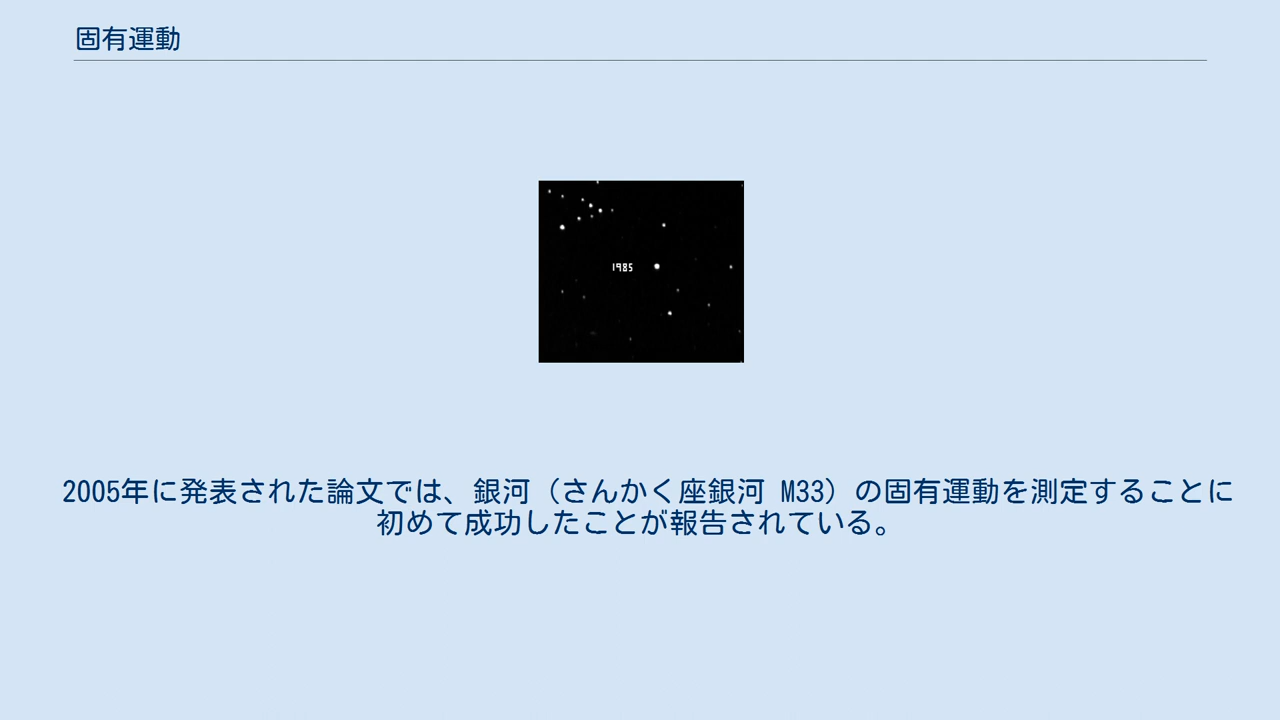 固有運動
1985
2005年に発表された論文では、銀河（さんかく座銀河 M33）の固有運動を測定することに
初めて成功したことが報告されている。